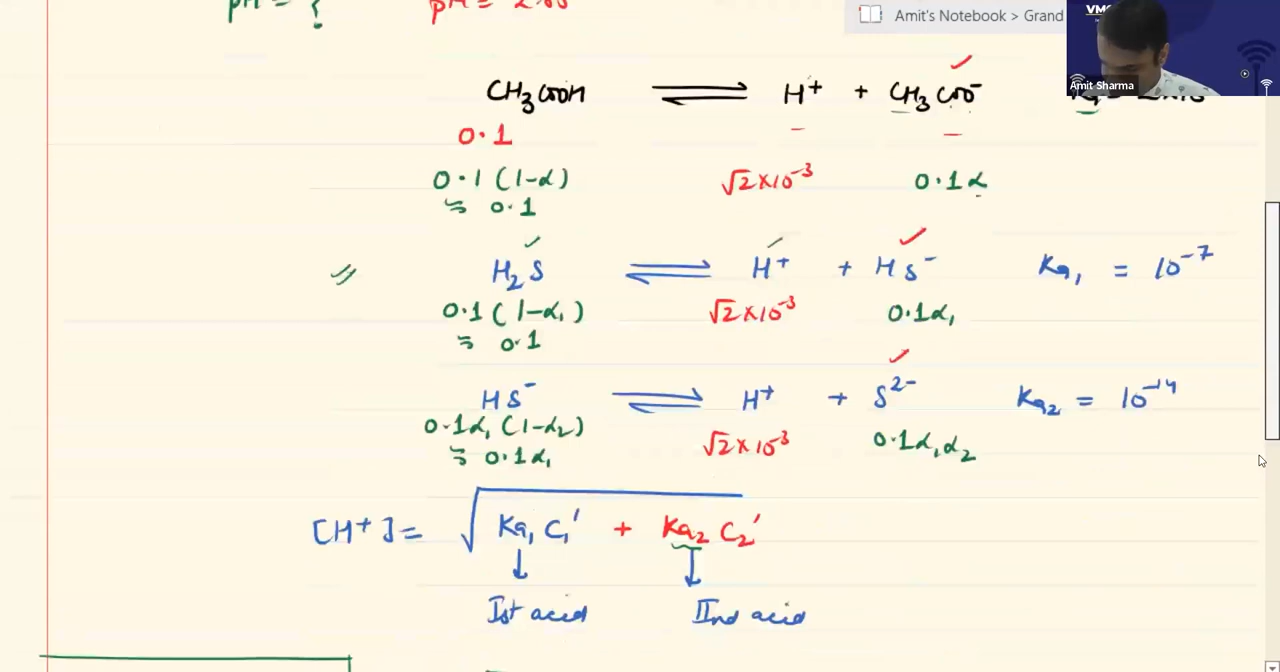 pH = ? pH = 2.85
Amit's Notebook > Grand
VMC
Amit Sharma
CH3COOH ⇌ H+ + CH3COO-
0.1 - -
0.1 (1-α) √2×10-3 0.1α
≈ 0.1
H2S ⇌ H+ + HS- Ka1 = 10-7
0.1 (1-α1) √2×10-3 0.1α1
≈ 0.1
HS- ⇌ H+ + S2- Ka2 = 10-14
0.1α1 (1-α2) √2×10-3 0.1α1α2
≈ 0.1α1
[H+] = √Ka1 C1' + Ka2 C2'
↓ ↓
Ist acid IInd acid